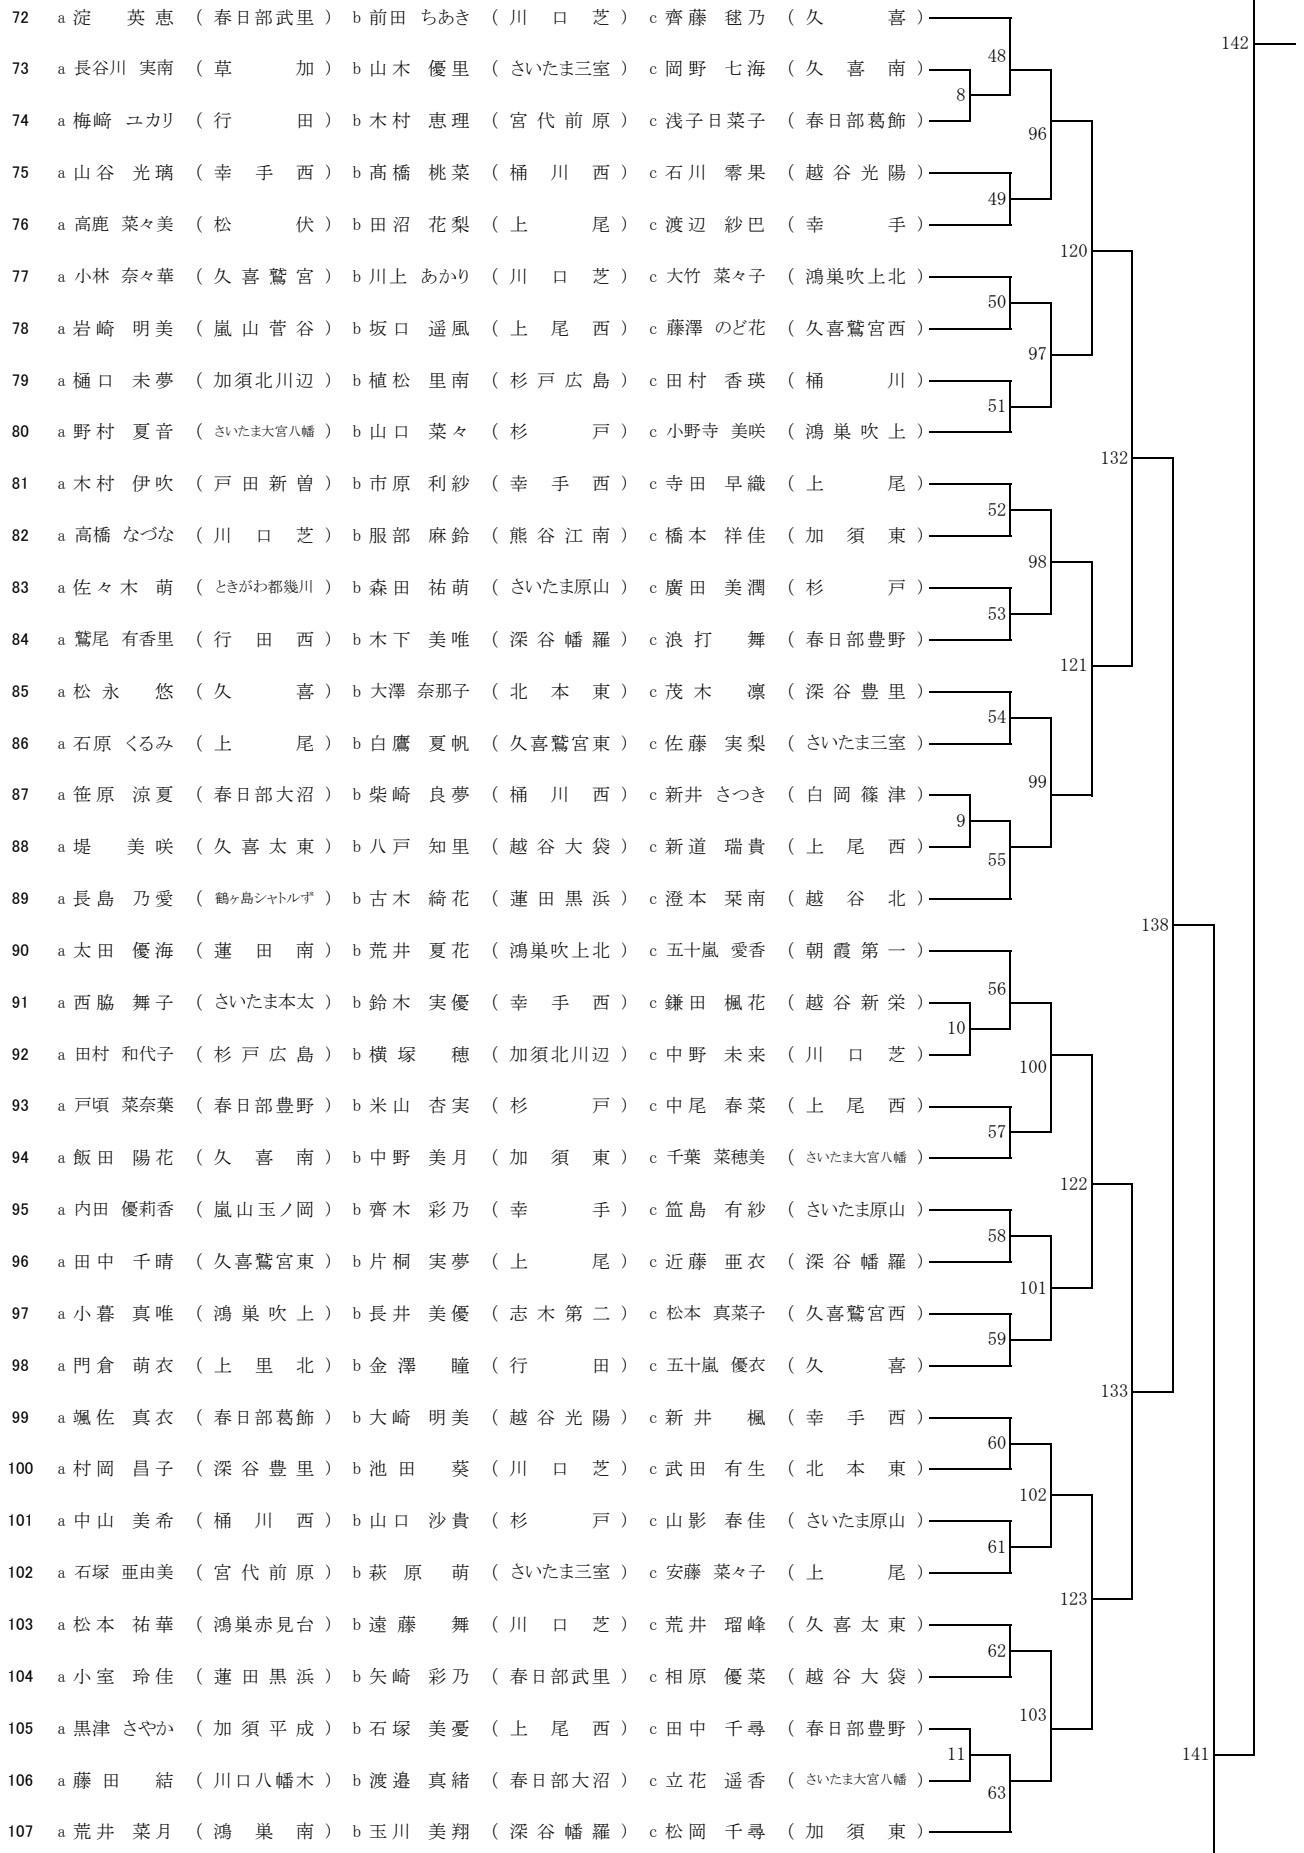 72 a 淀 英恵 （春日部武里） b 前田 ちあき （川口芝） c 齊藤 毬乃 （久喜）
142
73 a 長谷川 実南 （草加） b 山木 優里 （さいたま三室） c 岡野 七海 （久喜南）
48
8
74 a 梅﨑 ユカリ （行田） b 木村 恵理 （宮代前原） c 浅子日菜子 （春日部葛飾）
96
75 a 山谷 光璃 （幸手西） b 髙橋 桃菜 （桶川西） c 石川 零果 （越谷光陽）
49
76 a 高鹿 菜々美 （松伏） b 田沼 花梨 （上尾） c 渡辺 紗巴 （幸手）
120
77 a 小林 奈々華 （久喜鷲宮） b 川上 あかり （川口芝） c 大竹 菜々子 （鴻巣吹上北）
50
78 a 岩崎 明美 （嵐山菅谷） b 坂口 遥風 （上尾西） c 藤澤 のど花 （久喜鷲宮西）
97
79 a 樋口 未夢 （加須北川辺） b 植松 里南 （杉戸広島） c 田村 香瑛 （桶川）
51
80 a 野村 夏音 （さいたま大宮八幡） b 山口 菜々 （杉戸） c 小野寺 美咲 （鴻巣吹上）
132
81 a 木村 伊吹 （戸田新曽） b 市原 利紗 （幸手西） c 寺田 早織 （上尾）
52
82 a 高橋 なづな （川口芝） b 服部 麻鈴 （熊谷江南） c 橋本 祥佳 （加須東）
98
83 a 佐々木 萌 （ときがわ都幾川） b 森田 祐萌 （さいたま原山） c 廣田 美潤 （杉戸）
53
84 a 鷲尾 有香里 （行田西） b 木下 美唯 （深谷幡羅） c 浪打 舞 （春日部豊野）
121
85 a 松永 悠 （久喜） b 大澤 奈那子 （北本東） c 茂木 凛 （深谷豊里）
54
86 a 石原 くるみ （上尾） b 白鷹 夏帆 （久喜鷲宮東） c 佐藤 実梨 （さいたま三室）
99
87 a 笹原 涼夏 （春日部大沼） b 柴崎 良夢 （桶川西） c 新井 さつき （白岡篠津）
9
88 a 堤 美咲 （久喜太東） b 八戸 知里 （越谷大袋） c 新道 瑞貴 （上尾西）
55
89 a 長島 乃愛 （鶴ヶ島シャトルず） b 古木 綺花 （蓮田黒浜） c 澄本 栞南 （越谷北）
138
90 a 太田 優海 （蓮田南） b 荒井 夏花 （鴻巣吹上北） c 五十嵐 愛香 （朝霞第一）
56
91 a 西脇 舞子 （さいたま本太） b 鈴木 実優 （幸手西） c 鎌田 楓花 （越谷新栄）
10
92 a 田村 和代子 （杉戸広島） b 横塚 穂 （加須北川辺） c 中野 未来 （川口芝）
100
93 a 戸頃 菜奈葉 （春日部豊野） b 米山 杏実 （杉戸） c 中尾 春菜 （上尾西）
57
94 a 飯田 陽花 （久喜南） b 中野 美月 （加須東） c 千葉 菜穂美 （さいたま大宮八幡）
122
95 a 内田 優莉香 （嵐山玉ノ岡） b 齊木 彩乃 （幸手） c 笽島 有紗 （さいたま原山）
58
96 a 田中 千晴 （久喜鷲宮東） b 片桐 実夢 （上尾） c 近藤 亜衣 （深谷幡羅）
101
97 a 小暮 真唯 （鴻巣吹上） b 長井 美優 （志木第二） c 松本 真菜子 （久喜鷲宮西）
59
98 a 門倉 萌衣 （上里北） b 金澤 瞳 （行田） c 五十嵐 優衣 （久喜）
133
99 a 颯佐 真衣 （春日部葛飾） b 大崎 明美 （越谷光陽） c 新井 楓 （幸手西）
60
100 a 村岡 昌子 （深谷豊里） b 池田 葵 （川口芝） c 武田 有生 （北本東）
102
101 a 中山 美希 （桶川西） b 山口 沙貴 （杉戸） c 山影 春佳 （さいたま原山）
61
102 a 石塚 亜由美 （宮代前原） b 萩原 萌 （さいたま三室） c 安藤 菜々子 （上尾）
123
103 a 松本 祐華 （鴻巣赤見台） b 遠藤 舞 （川口芝） c 荒井 瑠峰 （久喜太東）
62
104 a 小室 玲佳 （蓮田黒浜） b 矢崎 彩乃 （春日部武里） c 相原 優菜 （越谷大袋）
103
105 a 黒津 さやか （加須平成） b 石塚 美憂 （上尾西） c 田中 千尋 （春日部豊野）
11
141
106 a 藤田 結 （川口八幡木） b 渡邉 真緒 （春日部大沼） c 立花 遥香 （さいたま大宮八幡）
63
107 a 荒井 菜月 （鴻巣南） b 玉川 美翔 （深谷幡羅） c 松岡 千尋 （加須東）